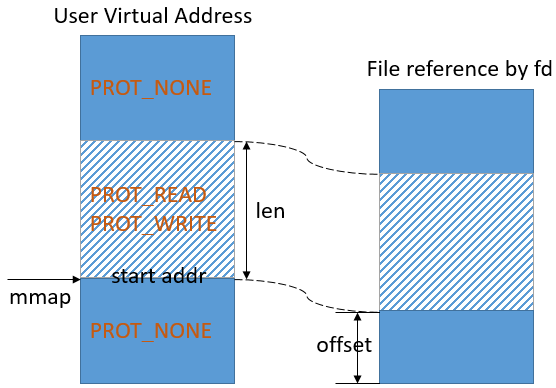 User Virtual Address
File reference by fd
PROT_NONE
PROT_READ
PROT_WRITE
len
start addr
mmap
PROT_NONE
offset